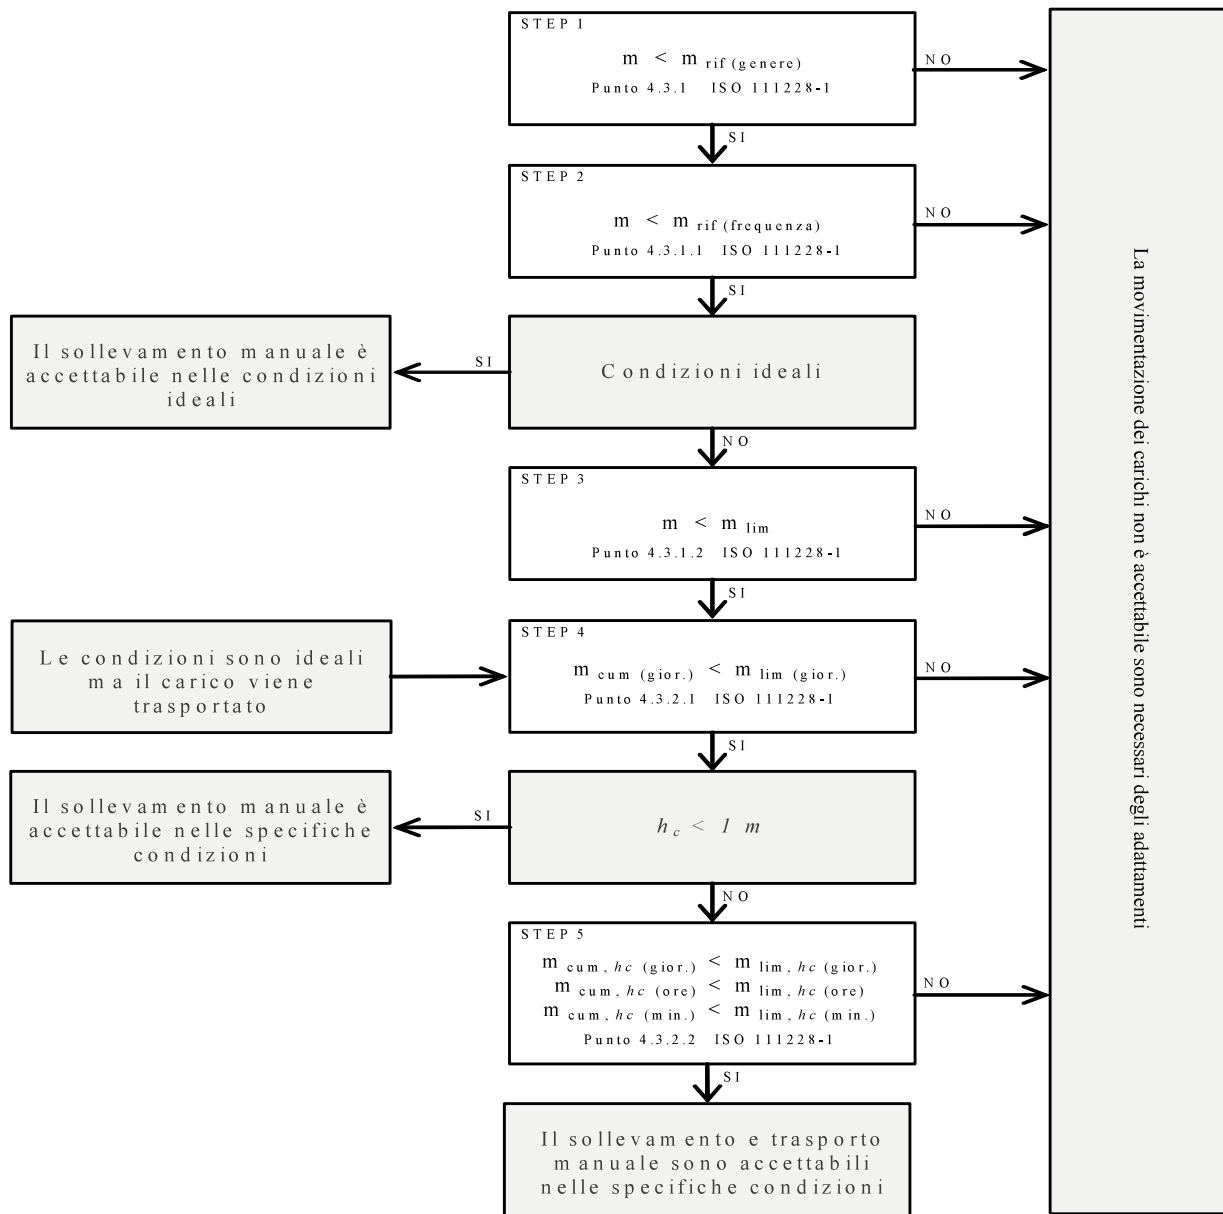 STEP 1
m < m rif (genere)
Punto 4.3.1 ISO 111228-1
NO
SI
STEP 2
m < m rif (frequenza)
Punto 4.3.1.1 ISO 111228-1
NO
SI
Il sollevamento manuale è
accettabile nelle condizioni
ideali
SI
Condizioni ideali
NO
STEP 3
m < m lim
Punto 4.3.1.2 ISO 111228-1
NO
SI
Le condizioni sono ideali
ma il carico viene
trasportato
STEP 4
m cum (gior.) < m lim (gior.)
Punto 4.3.2.1 ISO 111228-1
NO
SI
Il sollevamento manuale è
accettabile nelle specifiche
condizioni
SI
h c < 1 m
NO
STEP 5
m cum, hc (gior.) < m lim, hc (gior.)
m cum, hc (ore) < m lim, hc (ore)
m cum, hc (min.) < m lim, hc (min.)
Punto 4.3.2.2 ISO 111228-1
NO
SI
Il sollevamento e trasporto
manuale sono accettabili
nelle specifiche condizioni
La movimentazione dei carichi non è accettabile sono necessari degli adattamenti